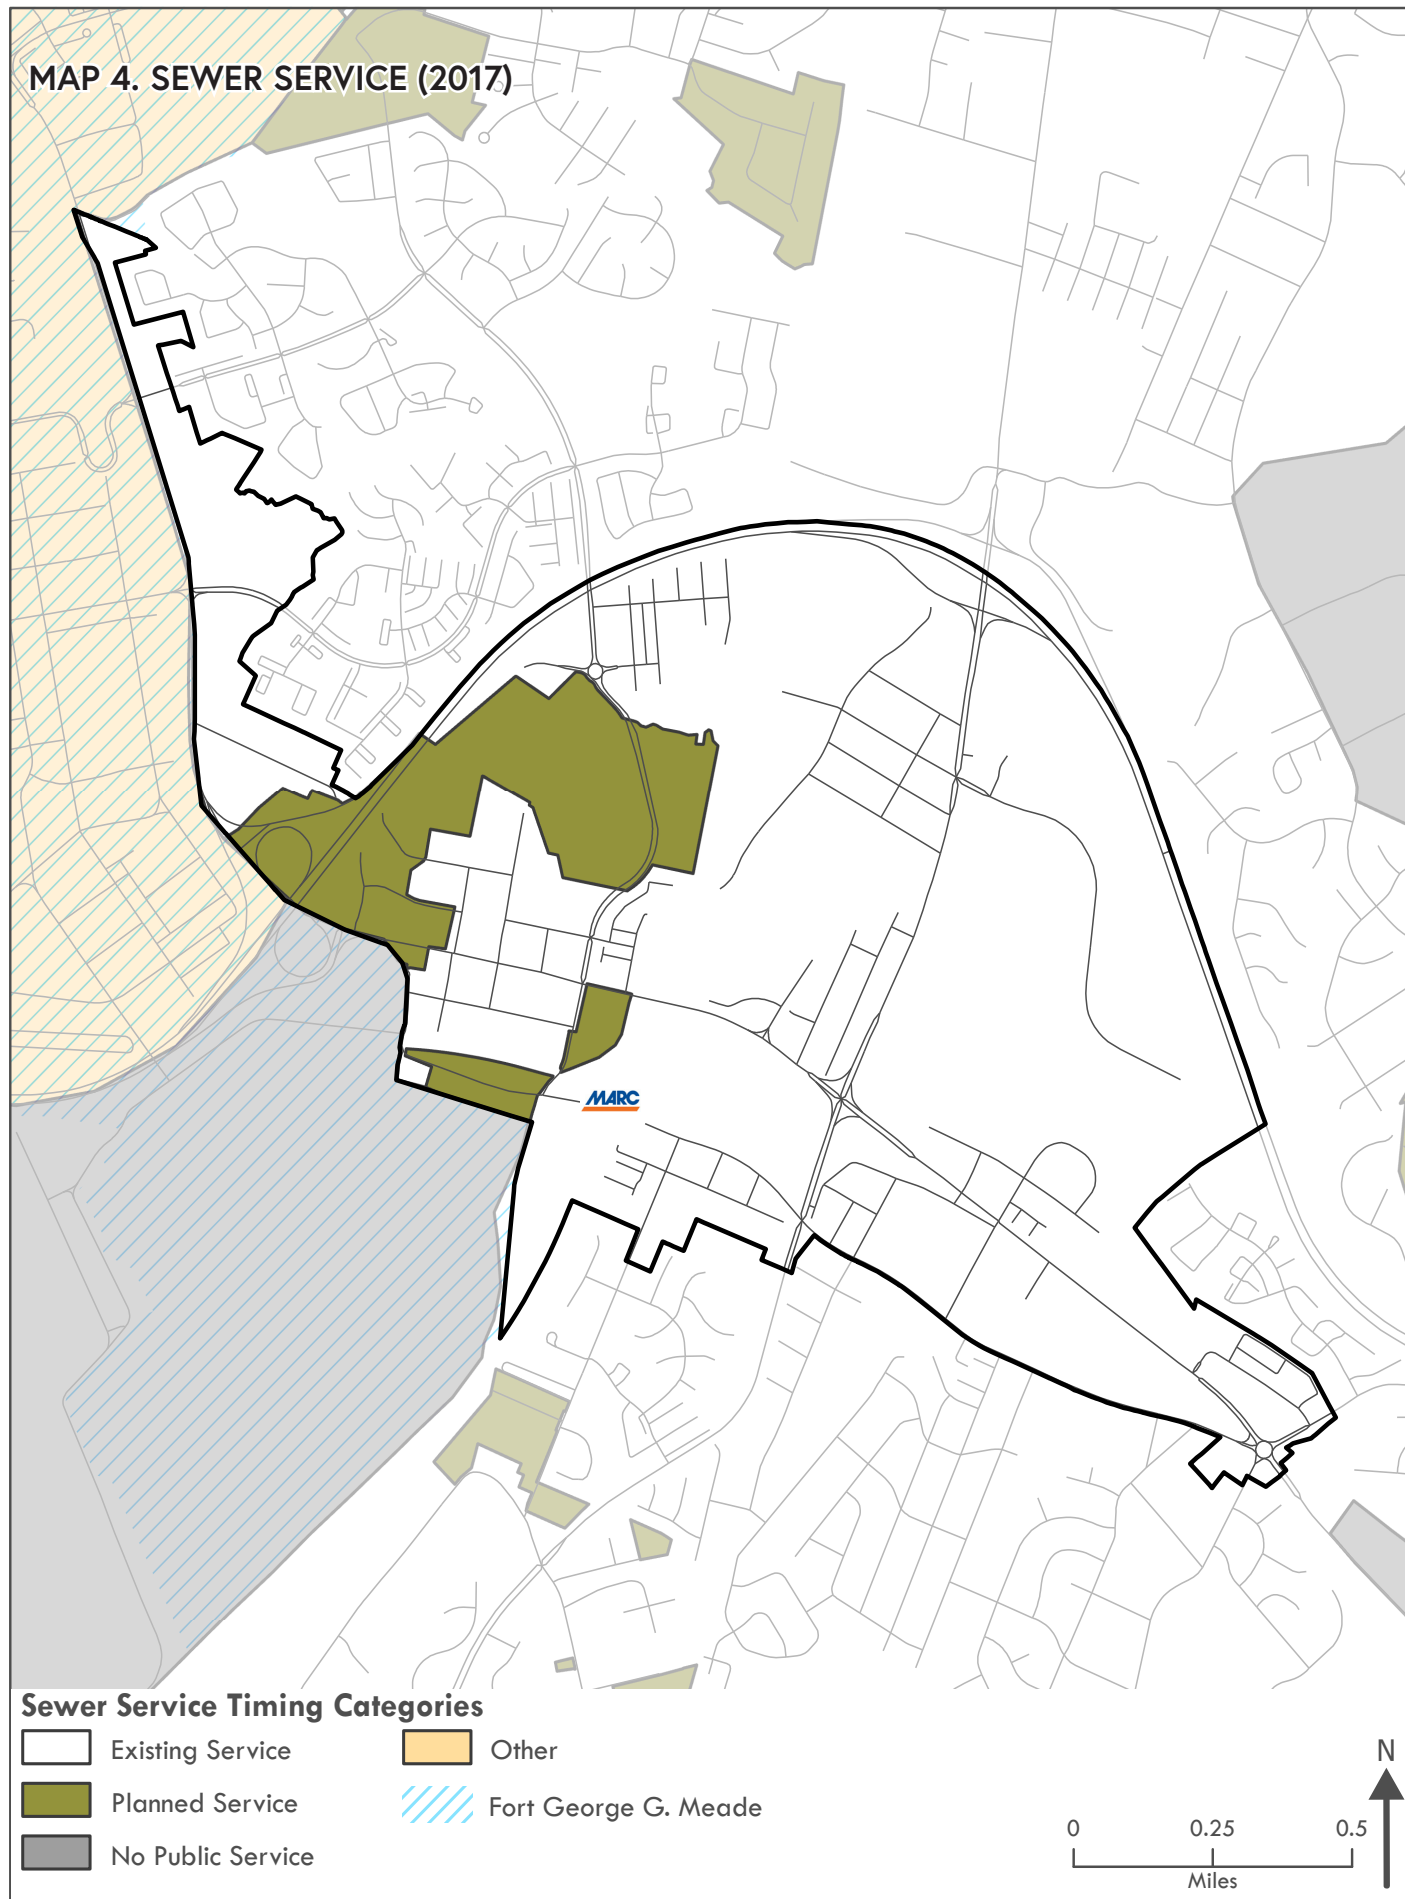 MAP 4. SEWER SERVICE (2017)
MARC
Sewer Service Timing Categories
Existing Service
Planned Service
No Public Service
Other
Fort George G. Meade
0 0.25 0.5
Miles
N